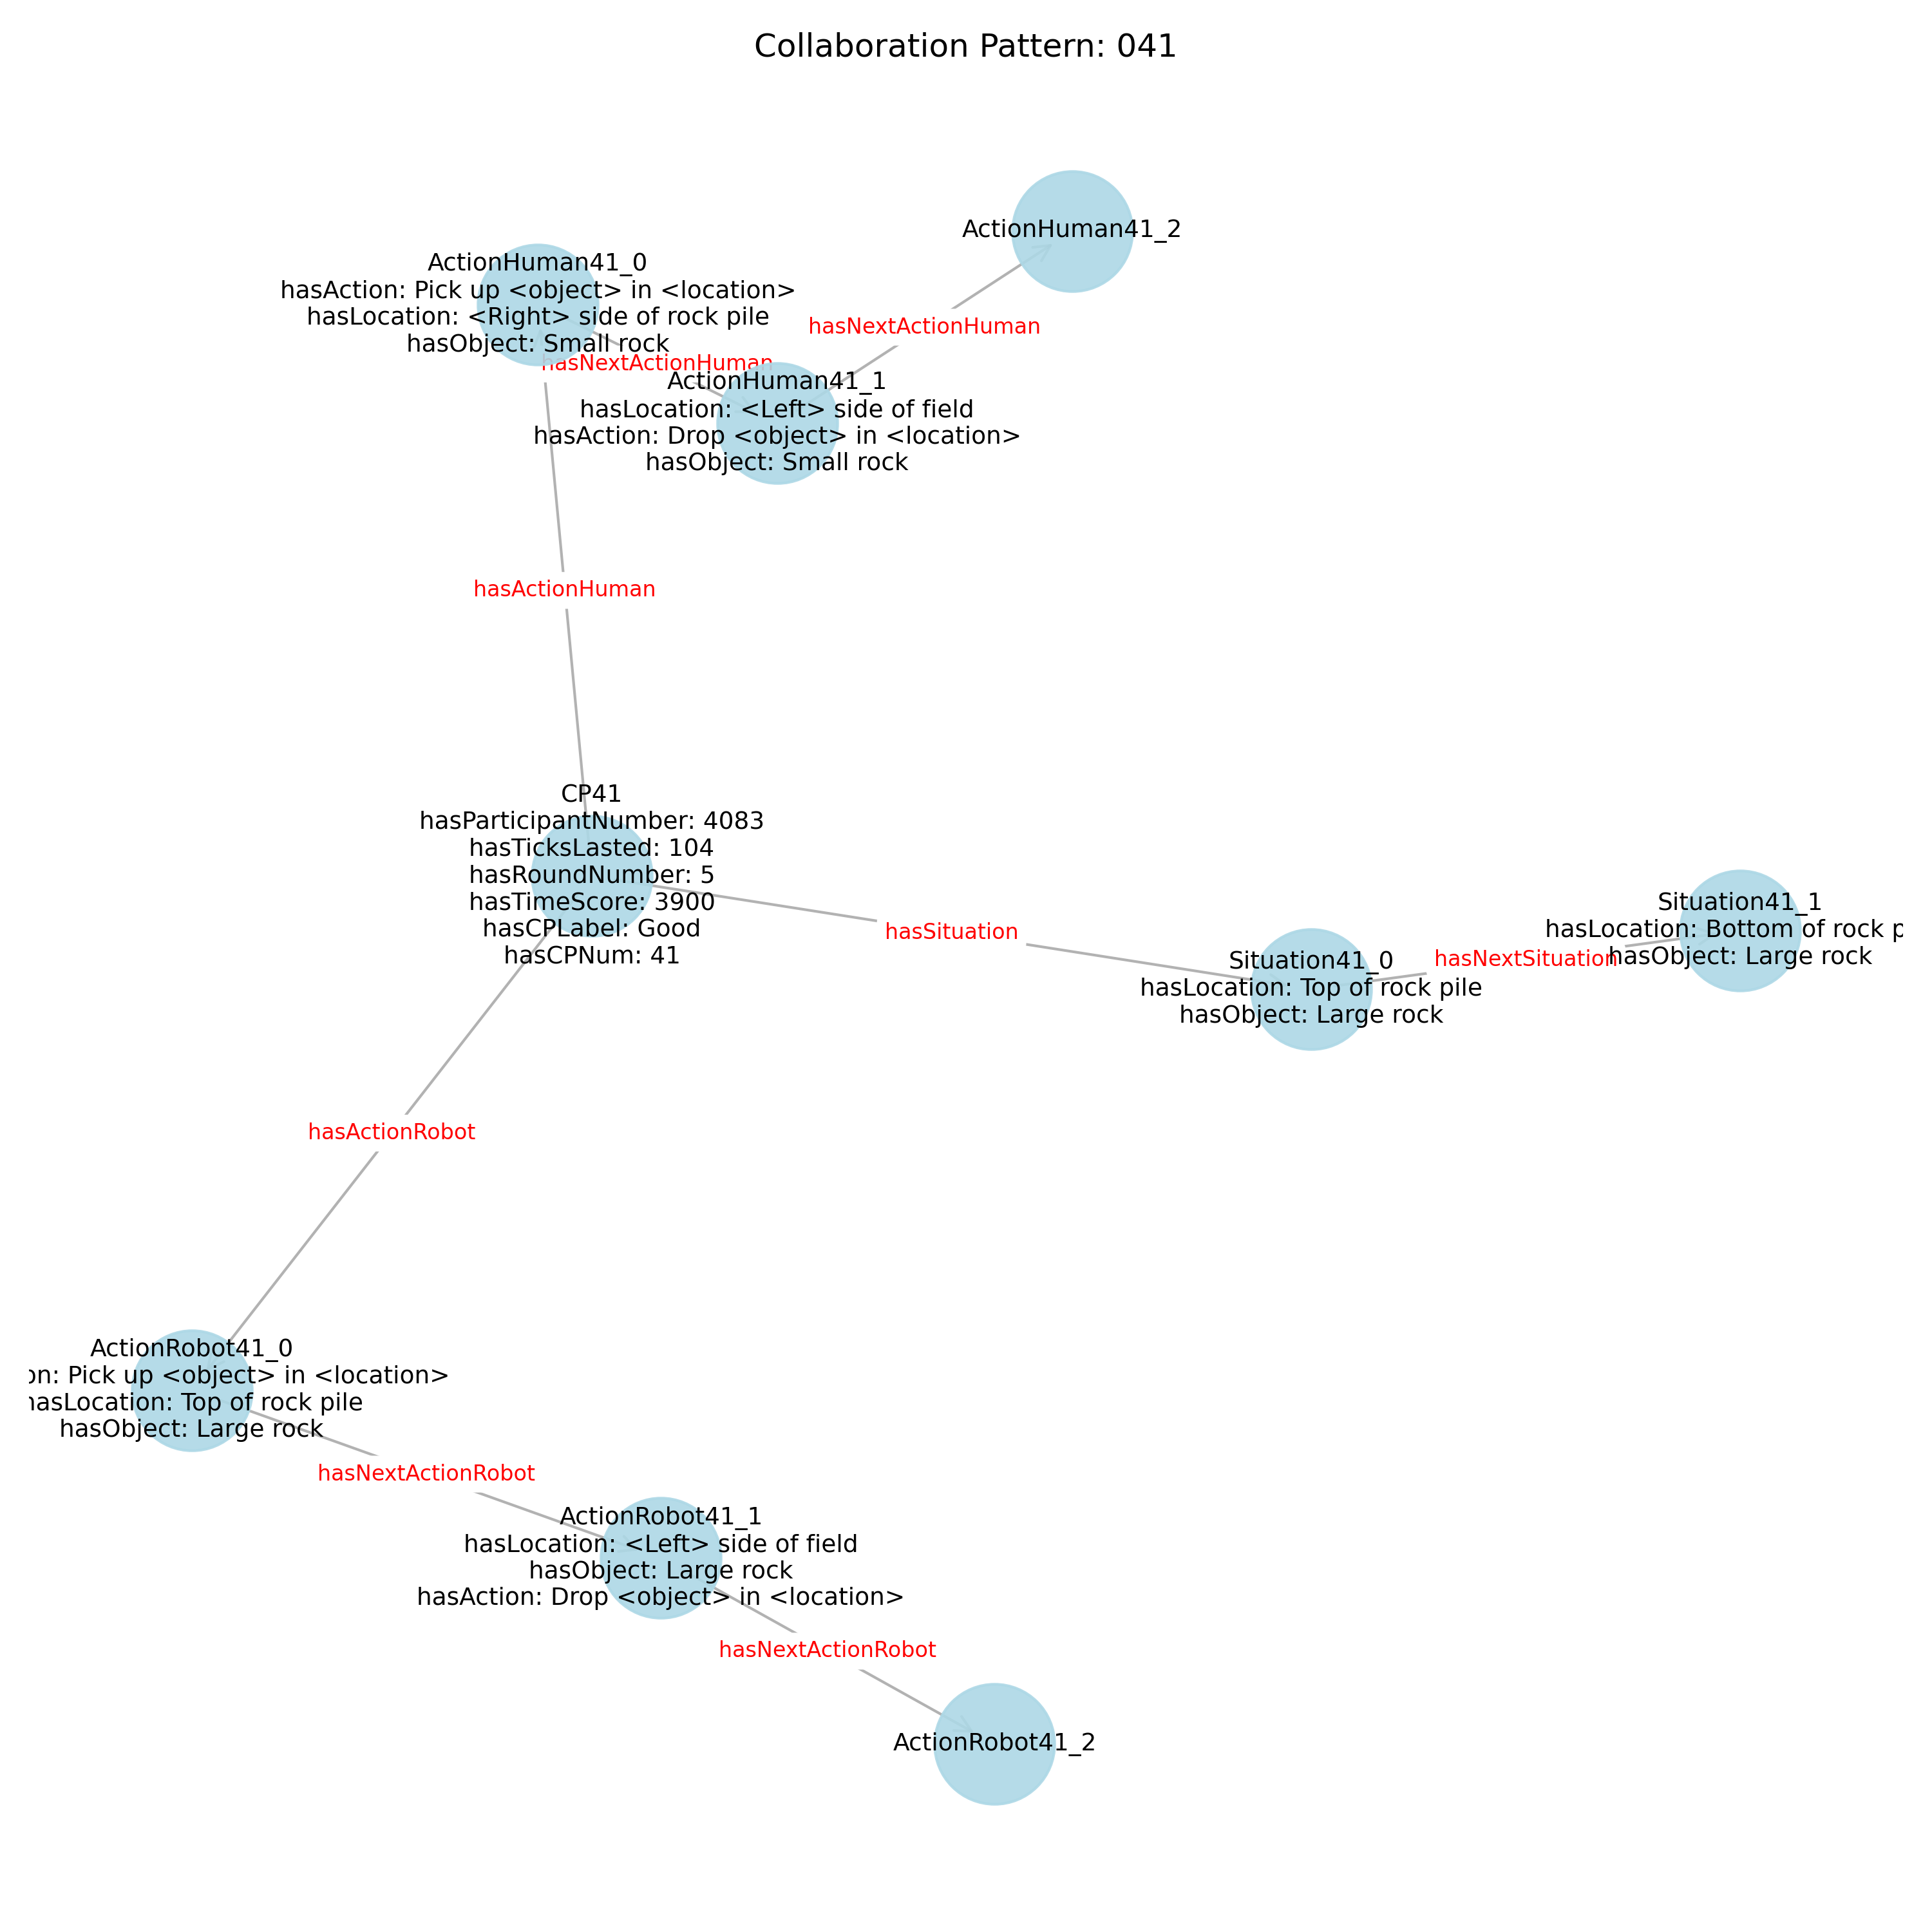 Collaboration Pattern: 041
ActionHuman41_2
ActionHuman41_0
hasAction: Pick up <object> in <location>
hasLocation: <Right> side of rock pile
hasObject: Small rock
hasNextActionHuman
hasNextActionHuman
ActionHuman41_1
hasLocation: <Left> side of field
hasAction: Drop <object> in <location>
hasObject: Small rock
hasActionHuman
CP41
hasParticipantNumber: 4083
hasTicksLasted: 104
hasRoundNumber: 5
hasTimeScore: 3900
hasCPLabel: Good
hasCPNum: 41
hasSituation
Situation41_0
hasLocation: Top of rock pile
hasObject: Large rock
hasNextSituation
Situation41_1
hasLocation: Bottom of rock p
hasObject: Large rock
hasActionRobot
ActionRobot41_0
on: Pick up <object> in <location>
hasLocation: Top of rock pile
hasObject: Large rock
hasNextActionRobot
ActionRobot41_1
hasLocation: <Left> side of field
hasObject: Large rock
hasAction: Drop <object> in <location>
hasNextActionRobot
ActionRobot41_2